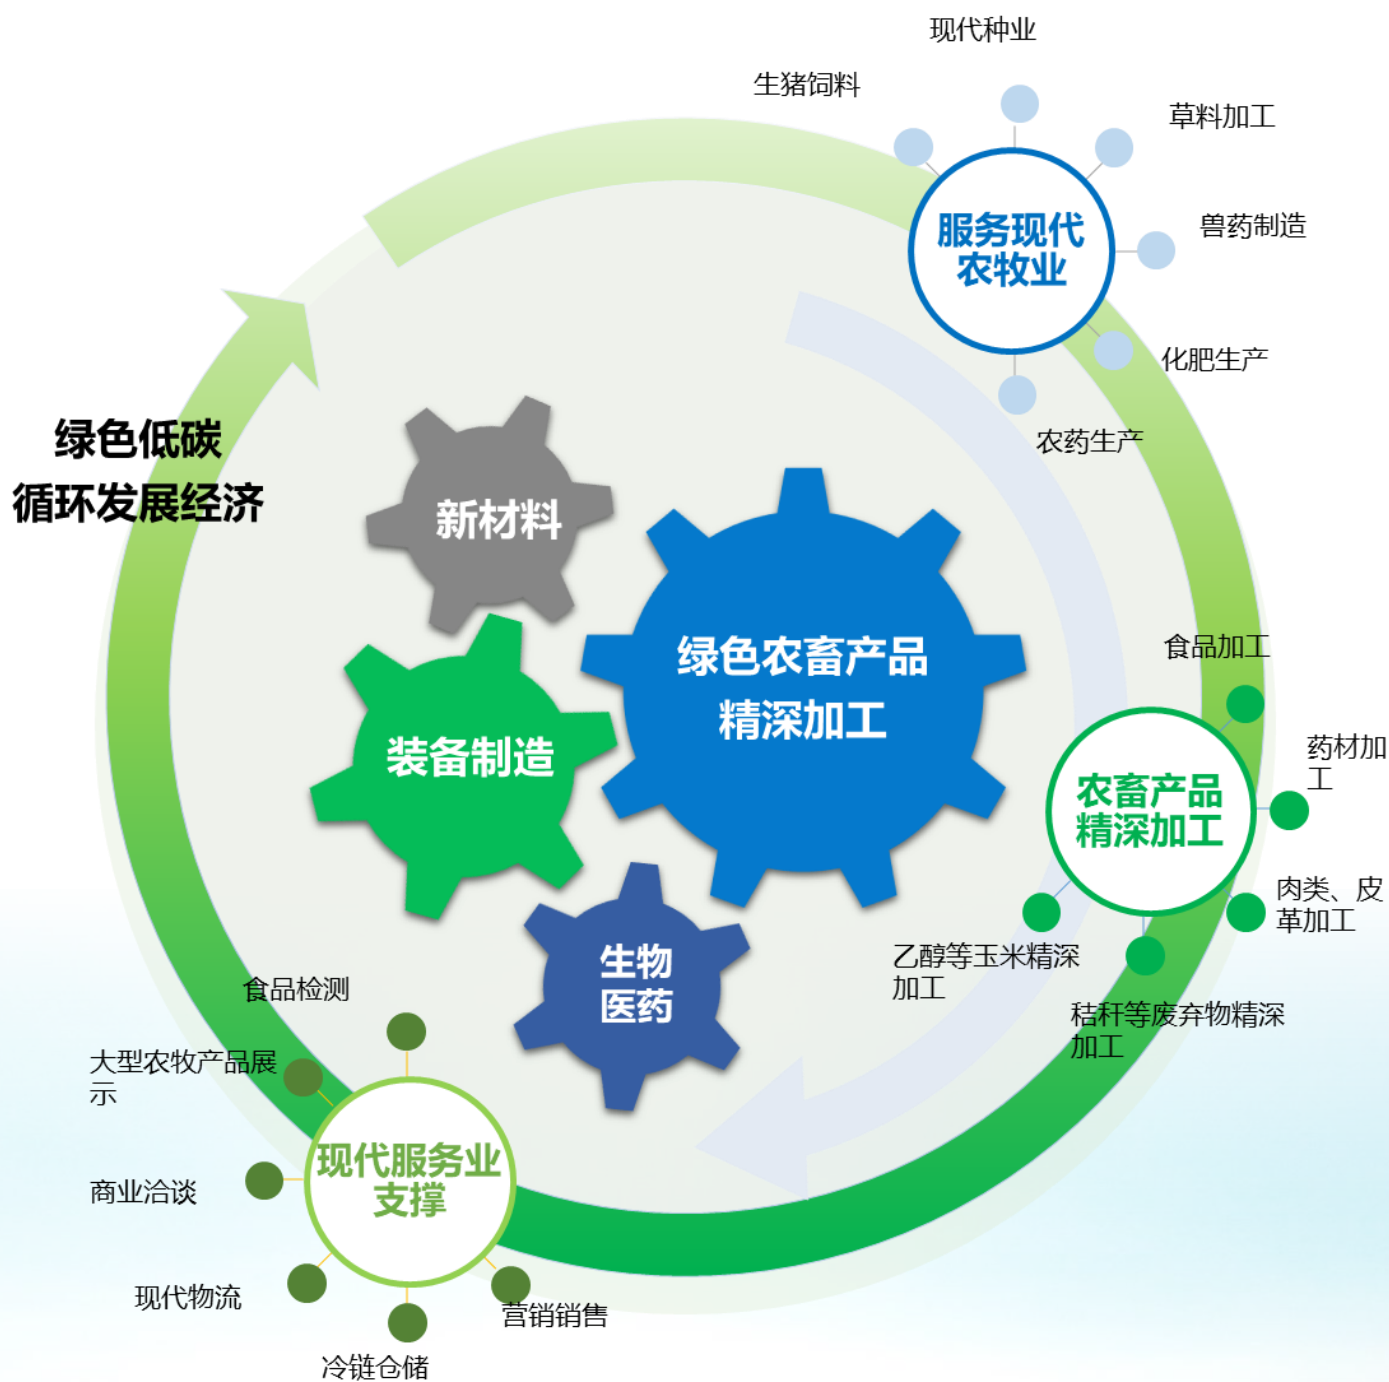 现代种业
生猪饲料
草料加工
服务现代
农牧业
兽药制造
化肥生产
农药生产
绿色低碳
循环发展经济
新材料
绿色农畜产品
精深加工
装备制造
生物
医药
食品加工
药材加
工
农畜产品
精深加工
肉类、皮
革加工
乙醇等玉米精深
加工
秸秆等废弃物精深
加工
食品检测
大型农牧产品展
示
现代服务业
支撑
商业洽谈
现代物流
冷链仓储
营销销售